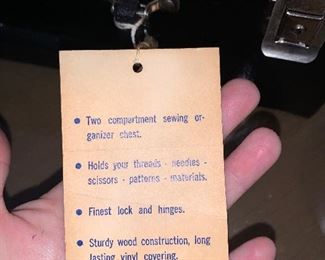 • Two compartment sewing or-
ganizer chest.
• Holds your threads - needles -
scissors - patterns - materials.
• Finest lock and hinges.
• Sturdy wood construction, long
lasting vinyl covering.